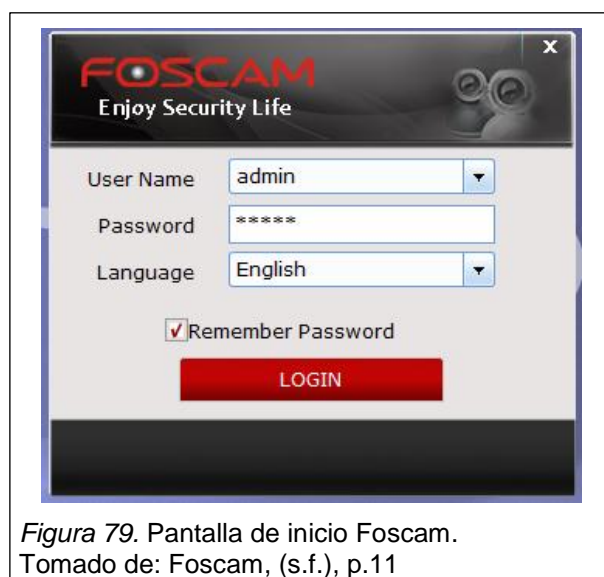 x
FOSCAM
Enjoy Security Life
User Name admin
Password *****
Language English
Remember Password
LOGIN
Figura 79. Pantalla de inicio Foscam.
Tomado de: Foscam, (s.f.), p.11